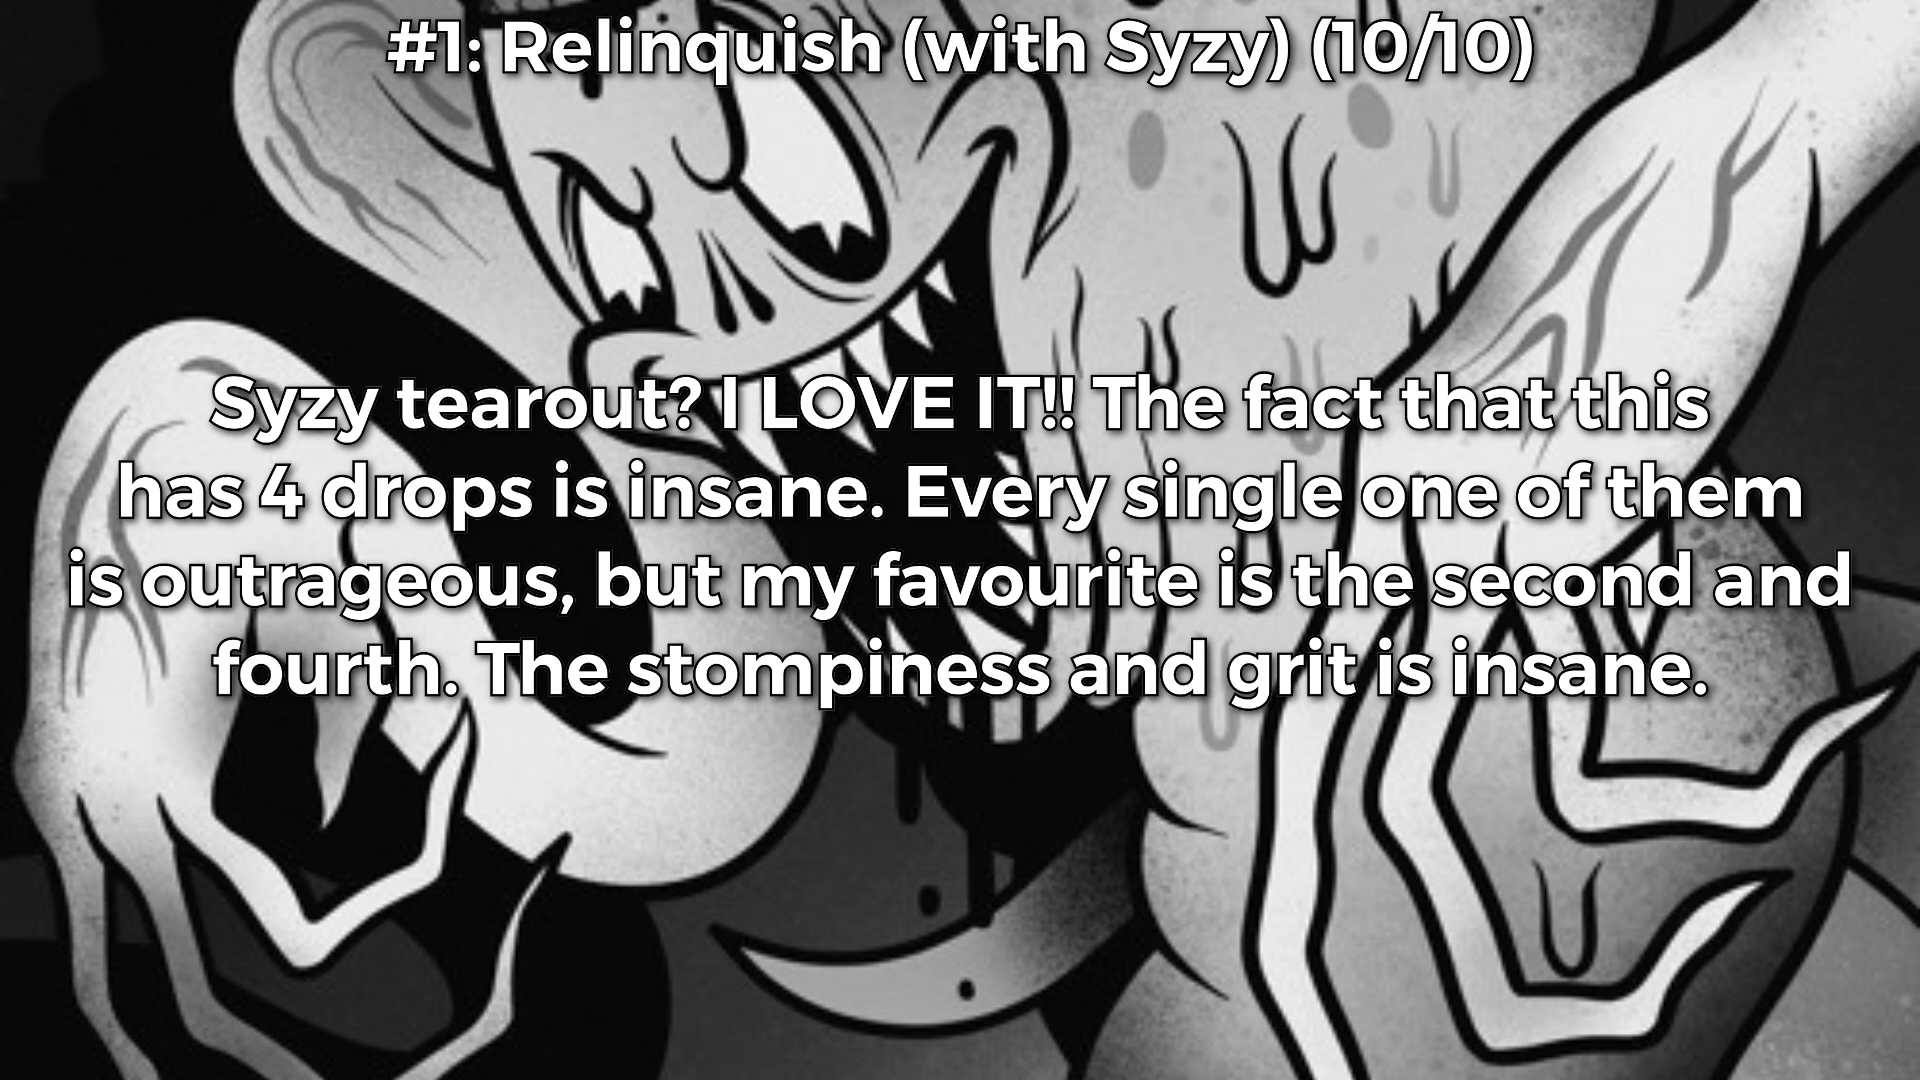 #1: Relinquish (with Syzy) (10/10)
Syzy tearout? I LOVE IT!! The fact that this
has 4 drops is insane. Every single one of them
is outrageous, but my favourite is the second and
fourth. The stompiness and grit is insane.